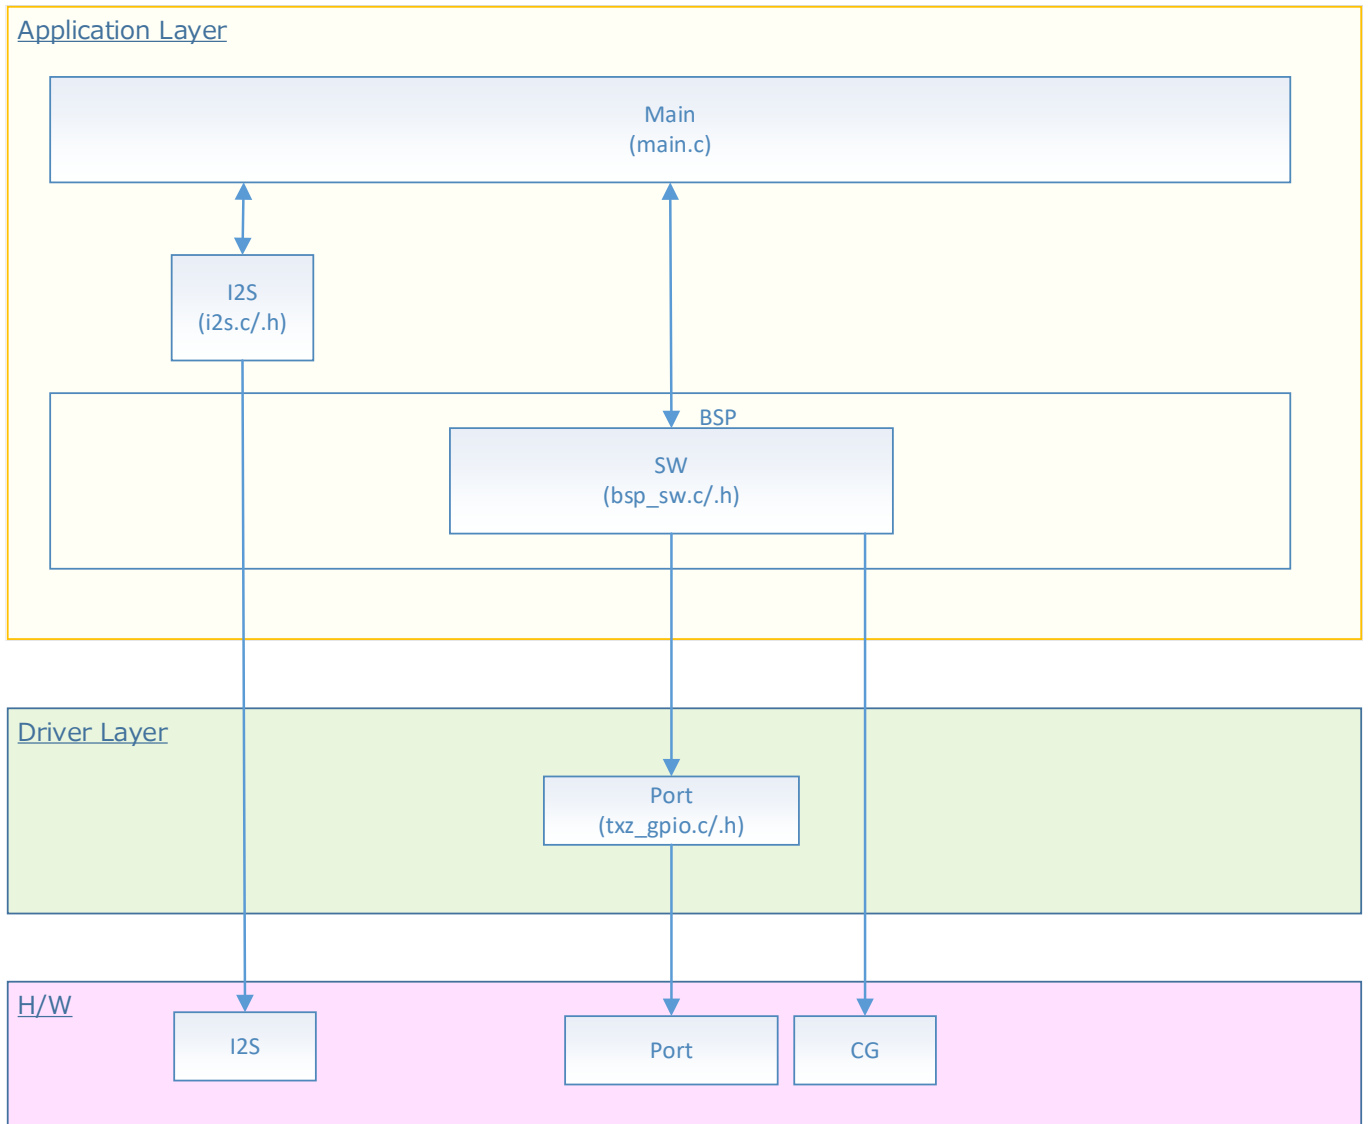 Application Layer
Main
(main.c)
I2S
(i2s.c/.h)
BSP
SW
(bsp_sw.c/.h)
Driver Layer
Port
(txz_gpio.c/.h)
H/W
I2S
Port
CG